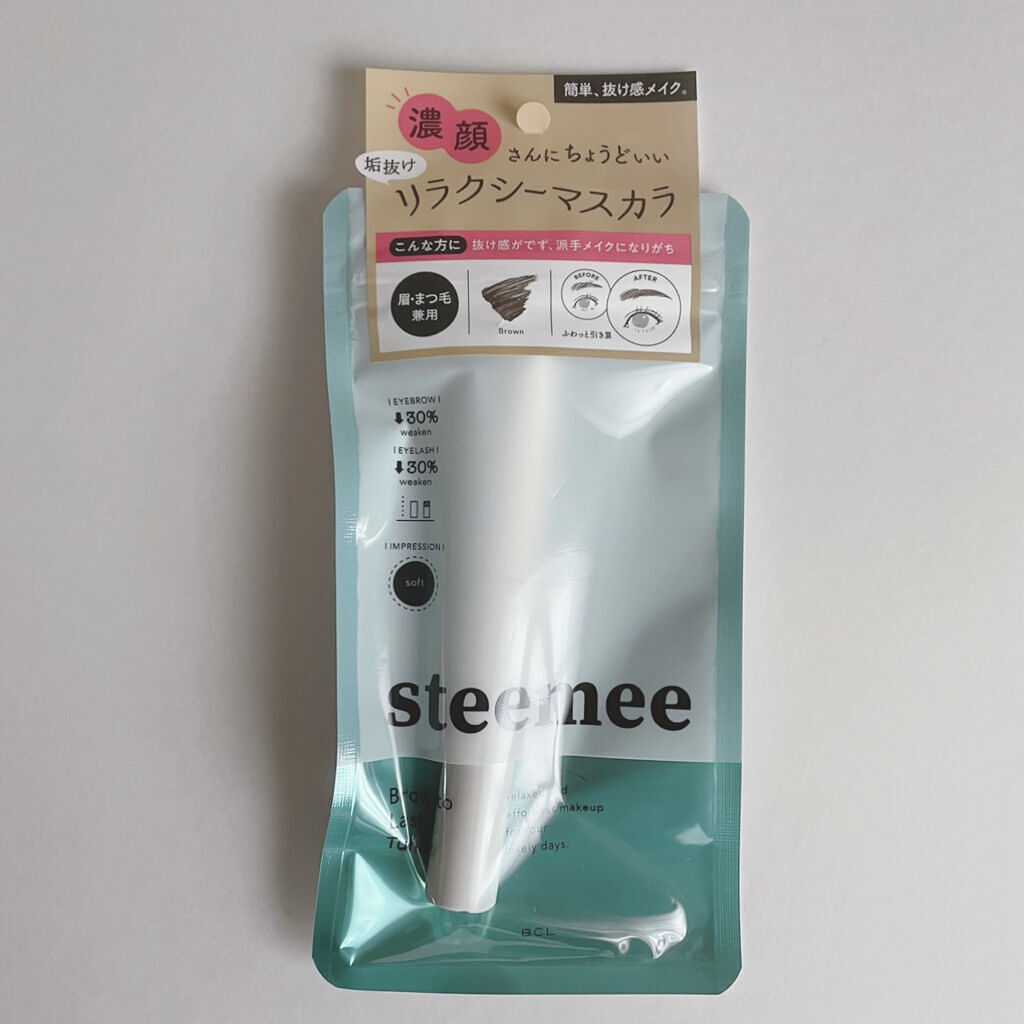 簡単、抜け感メイク。
濃顔さんにちょうどいい
垢抜け
リラクシーマスカラ
こんな方に 抜け感がでず、派手メイクになりがち
眉・まつ毛
兼用
Brown
BEFORE
AFTER
ふわっと引き算
EYEBROW
⬇30%
weaken
EYELASH
⬇30%
weaken
IMPRESSION
soft
steemee
Brow to
Lash
relaxed and
effortless makeup
for your
lovely days.
B.C.L